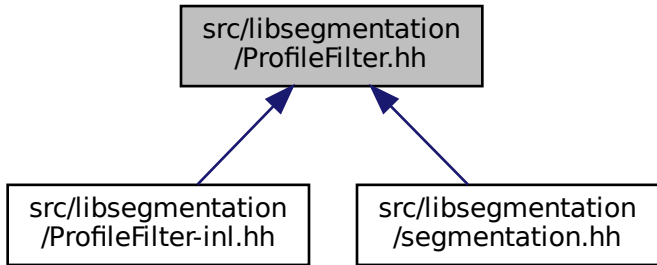 src/libsegmentation
/ProfileFilter.hh
src/libsegmentation
/ProfileFilter-inl.hh
src/libsegmentation
/segmentation.hh